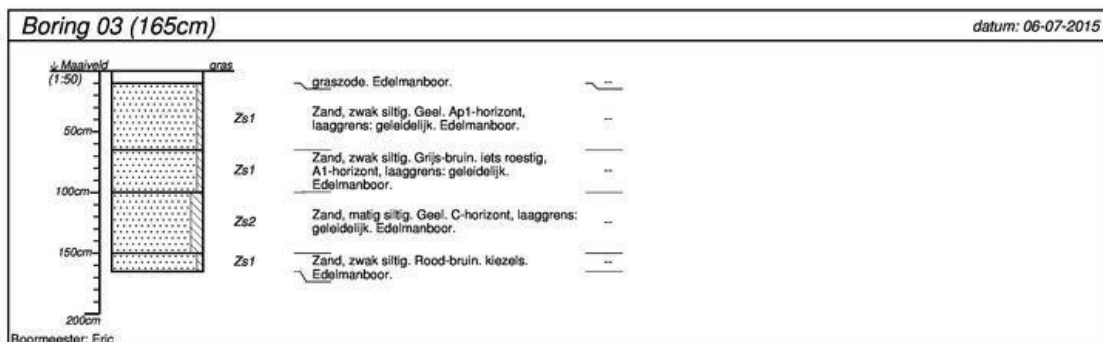 Boring 03 (165cm)
datum: 06-07-2015
↓ Maaiveld
gras
(1:50)
graszode. Edelmanboor.
--
Zs1
Zand, zwak siltig. Geel. Ap1-horizont,
laaggrens: geleidelijk. Edelmanboor.
--
50cm
Zs1
Zand, zwak siltig. Grijs-bruin. iets roestig,
A1-horizont, laaggrens: geleidelijk.
Edelmanboor.
--
100cm
Zs2
Zand, matig siltig. Geel. C-horizont, laaggrens:
geleidelijk. Edelmanboor.
--
150cm
Zs1
Zand, zwak siltig. Rood-bruin. kiezels.
Edelmanboor.
--
200cm
Boormeester: Eric